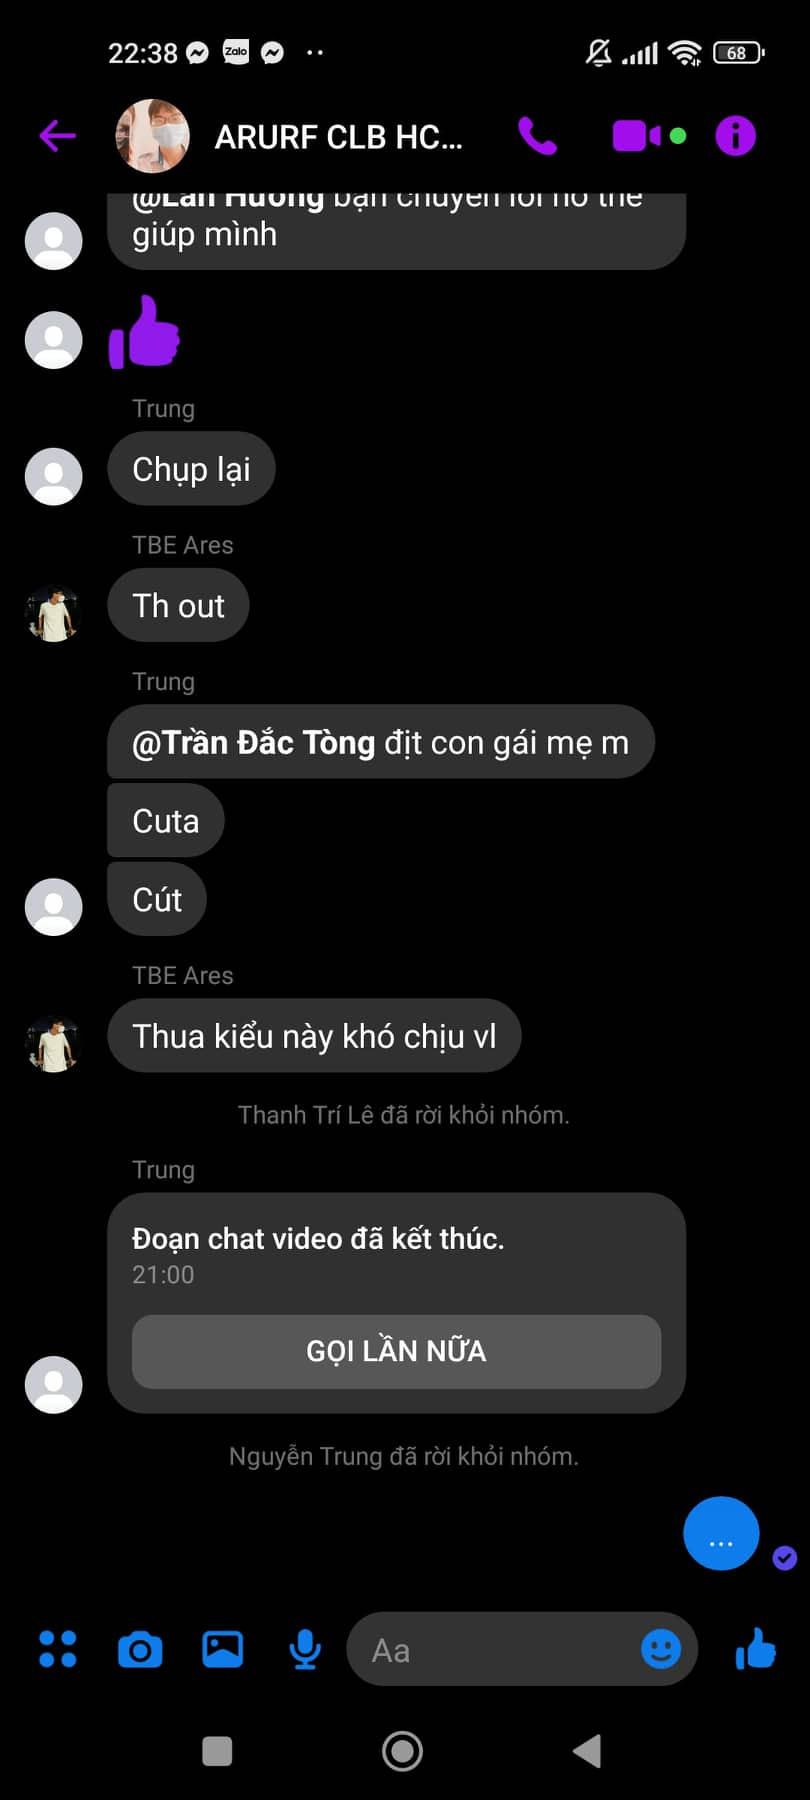 22:38
Zalo
68
ARURF CLB HC...
@Lan Hương bạn chuyển lời hộ
giúp mình
Trung
Chụp lại
TBE Ares
Th out
Trung
@Trần Đắc Tòng địt con gái mẹ m
Cuta
Cút
TBE Ares
Thua kiểu này khó chịu vl
Thanh Trí Lê đã rời khỏi nhóm.
Trung
Đoạn chat video đã kết thúc.
21:00
GỌI LẦN NỮA
Nguyễn Trung đã rời khỏi nhóm.
...
Aa